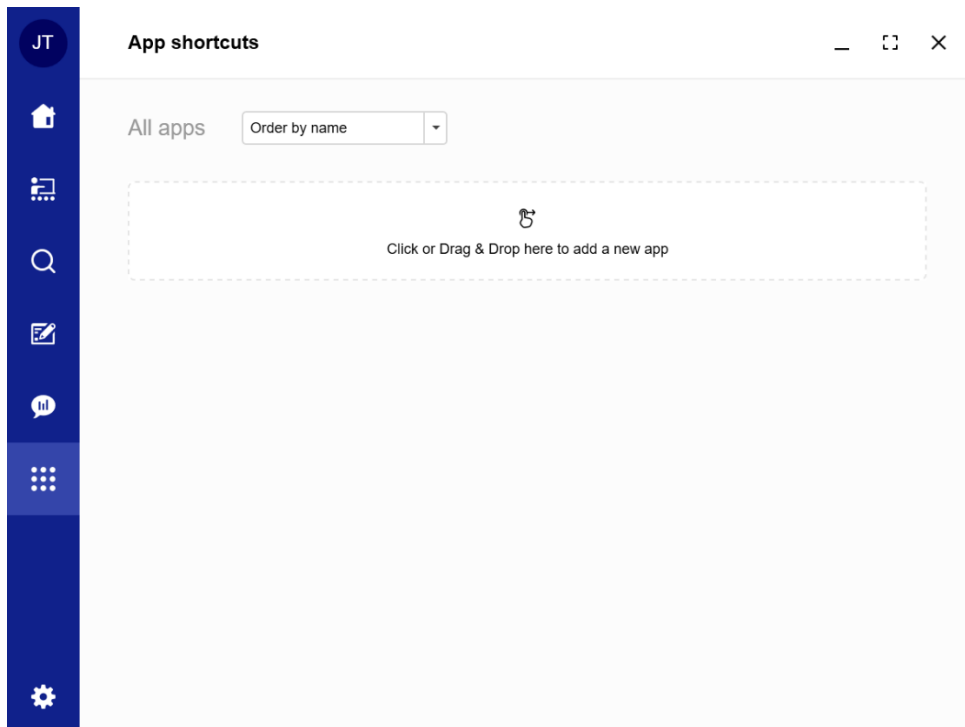 JT
App shortcuts
All apps
Order by name
Click or Drag & Drop here to add a new app